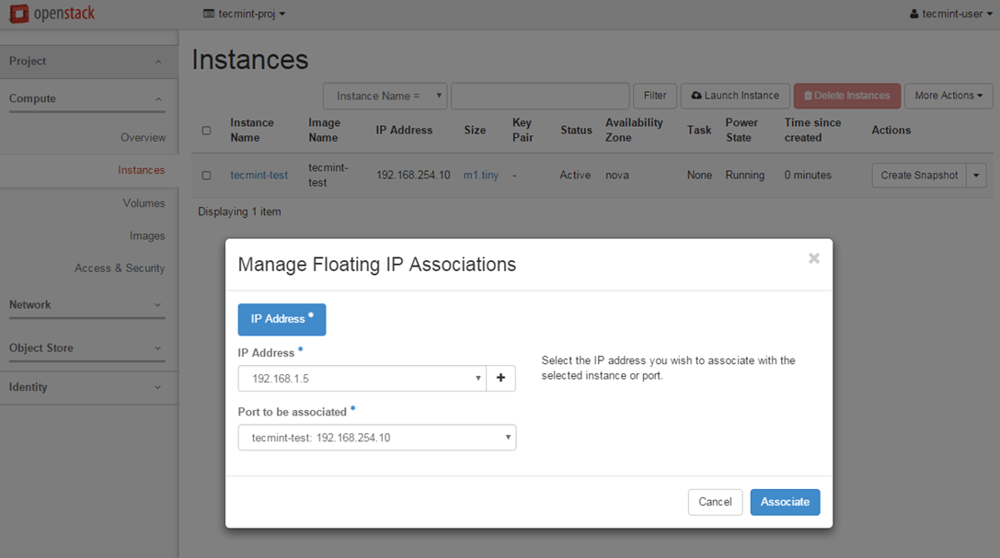 openstack
tecmint-proj
tecmint-user
Project
Compute
Overview
Instances
Volumes
Images
Access & Security
Network
Object Store
Identity
Instances
Instance Name =
Filter
Launch Instance
Delete Instances
More Actions
Instance Name
Image Name
IP Address
Size
Key Pair
Status
Availability Zone
Task
Power State
Time since created
Actions
tecmint-test
tecmint-
test
192.168.254.10
m1.tiny
-
Active
nova
None
Running
0 minutes
Create Snapshot
Displaying 1 item
Manage Floating IP Associations
×
IP Address *
IP Address *
192.168.1.5
+
Port to be associated *
tecmint-test: 192.168.254.10
Select the IP address you wish to associate with the
selected instance or port.
Cancel
Associate